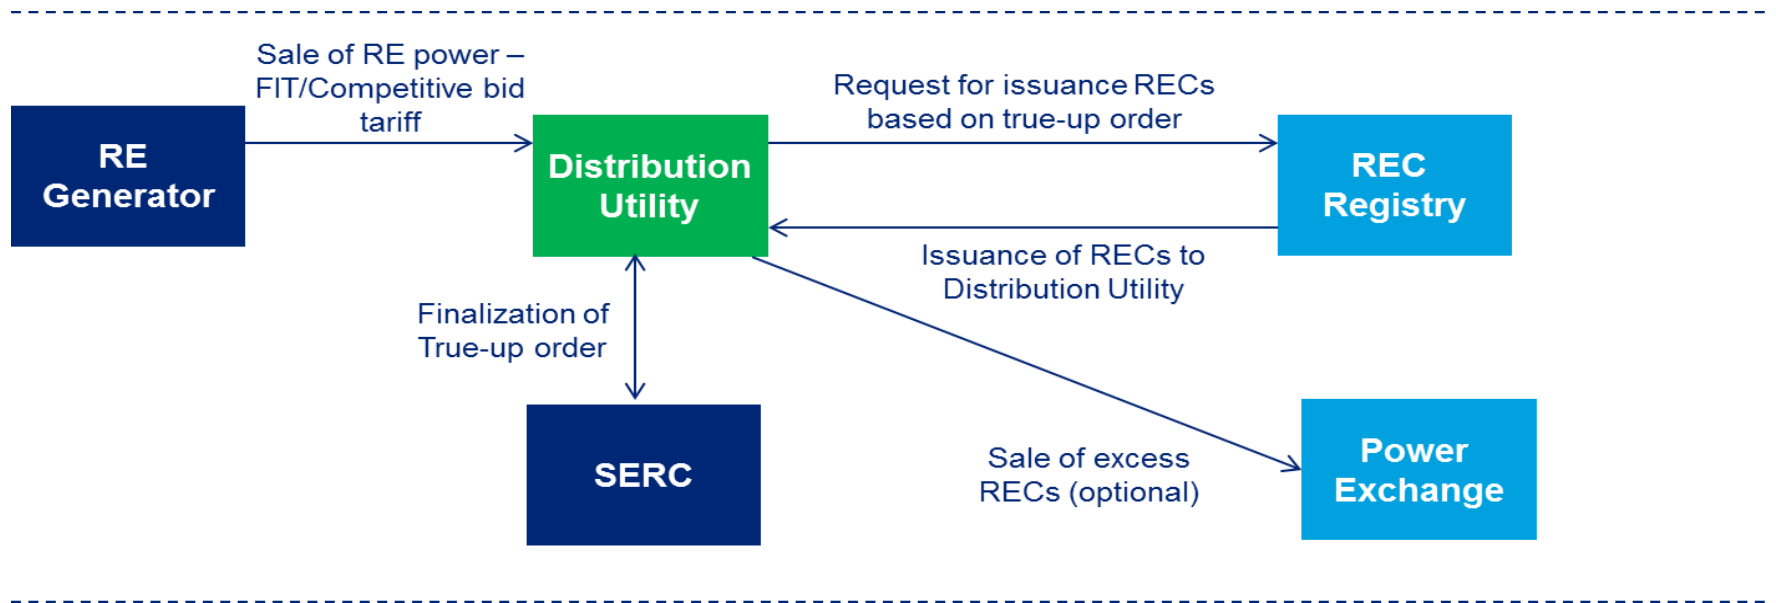 Sale of RE power –
FIT/Competitive bid
tariff
RE
Generator
Distribution
Utility
Request for issuance RECs
based on true-up order
REC
Registry
Issuance of RECs to
Distribution Utility
Finalization of
True-up order
SERC
Sale of excess
RECs (optional)
Power
Exchange